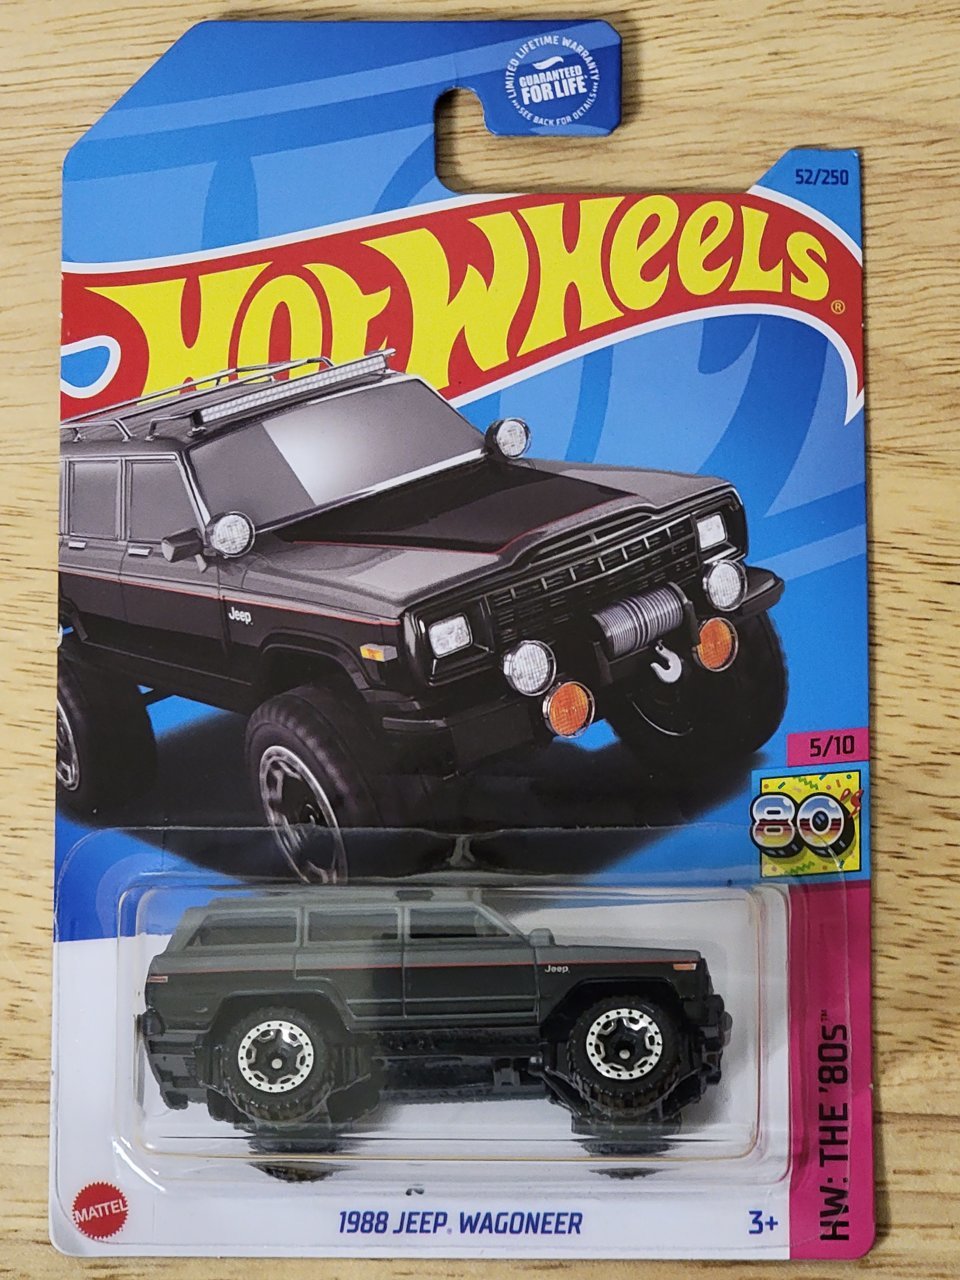 LIMITED LIFETIME WARRANTY
GUARANTEED
FOR LIFE
SEE BACK FOR DETAILS
52/250
HOT WHEELS®
Jeep
5/10
80's
Jeep
HW: THE '80s™
MATTEL
1988 JEEP® WAGONEER
3+